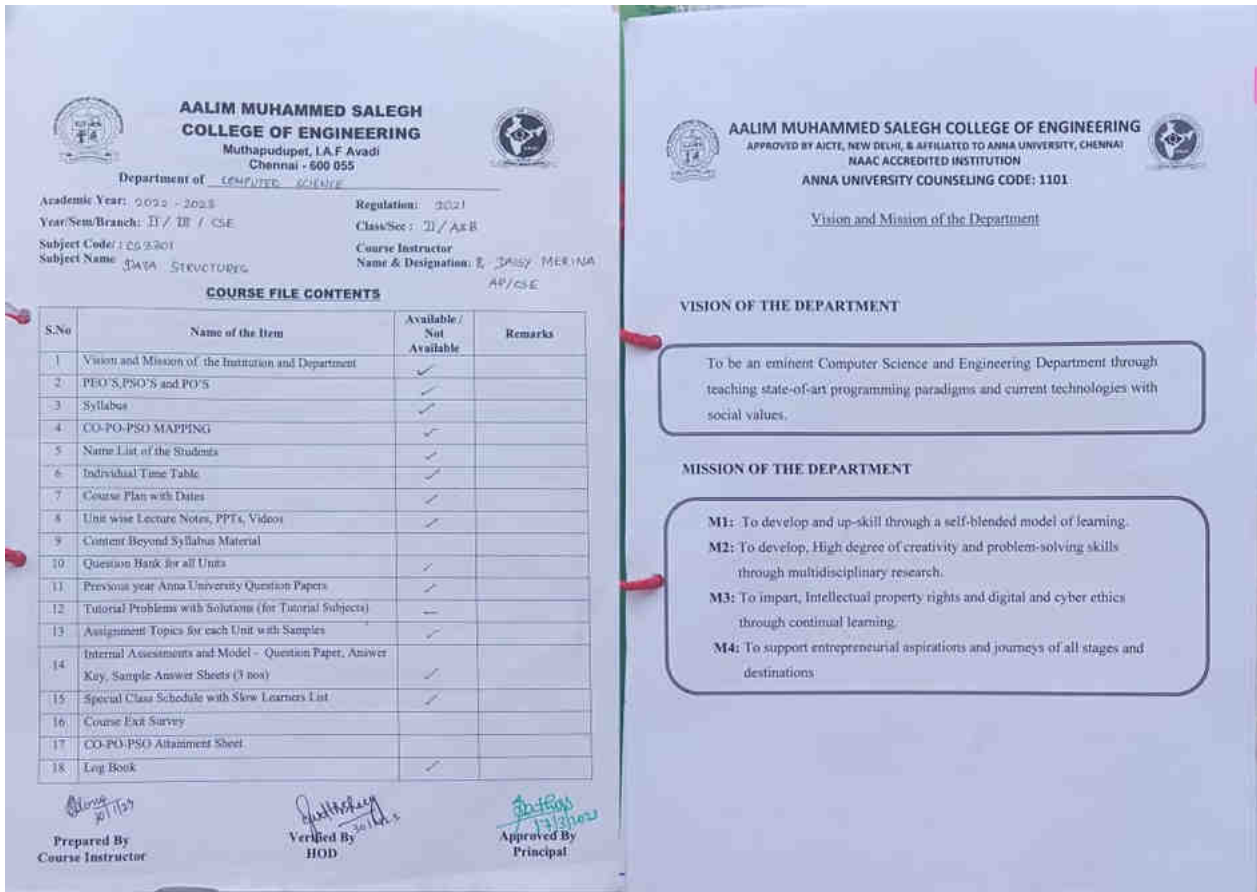 AALIM MUHAMMED SALEGH
COLLEGE OF ENGINEERING
Muthapudupet, I.A.F Avadi
Chennai - 600 055
Department of COMPUTER SCIENCE
Academic Year: 2022 - 2023
Regulation: 2021
Year/Sem/Branch: II / III / CSE
Class/Sec: II / A&B
Subject Code/ : CS3301
Subject Name DATA STRUCTURES
Course Instructor
Name & Designation: DAISY MERINA
AP/CSE
COURSE FILE CONTENTS
S.No Name of the Item Available / Not Available Remarks
1 Vision and Mission of the Institution and Department ✓
2 PEO'S,PSO'S and PO'S ✓
3 Syllabus ✓
4 CO-PO-PSO MAPPING ✓
5 Name List of the Students ✓
6 Individual Time Table ✓
7 Course Plan with Dates ✓
8 Unit wise Lecture Notes, PPTs, Videos ✓
9 Content Beyond Syllabus Material
10 Question Bank for all Units ✓
11 Previous year Anna University Question Papers ✓
12 Tutorial Problems with Solutions (for Tutorial Subjects) —
13 Assignment Topics for each Unit with Samples ✓
14 Internal Assessments and Model - Question Paper, Answer
Key, Sample Answer Sheets (3 nos) ✓
15 Special Class Schedule with Slow Learners List ✓
16 Course Exit Survey
17 CO-PO-PSO Attainment Sheet
18 Log Book ✓
Prepared By
Course Instructor
Verified By
HOD
Approved By
Principal
AALIM MUHAMMED SALEGH COLLEGE OF ENGINEERING
APPROVED BY AICTE, NEW DELHI, & AFFILIATED TO ANNA UNIVERSITY, CHENNAI
NAAC ACCREDITED INSTITUTION
ANNA UNIVERSITY COUNSELING CODE: 1101
Vision and Mission of the Department
VISION OF THE DEPARTMENT
To be an eminent Computer Science and Engineering Department through
teaching state-of-art programming paradigms and current technologies with
social values.
MISSION OF THE DEPARTMENT
M1: To develop and up-skill through a self-blended model of learning.
M2: To develop, High degree of creativity and problem-solving skills
through multidisciplinary research.
M3: To impart, Intellectual property rights and digital and cyber ethics
through continual learning.
M4: To support entrepreneurial aspirations and journeys of all stages and
destinations